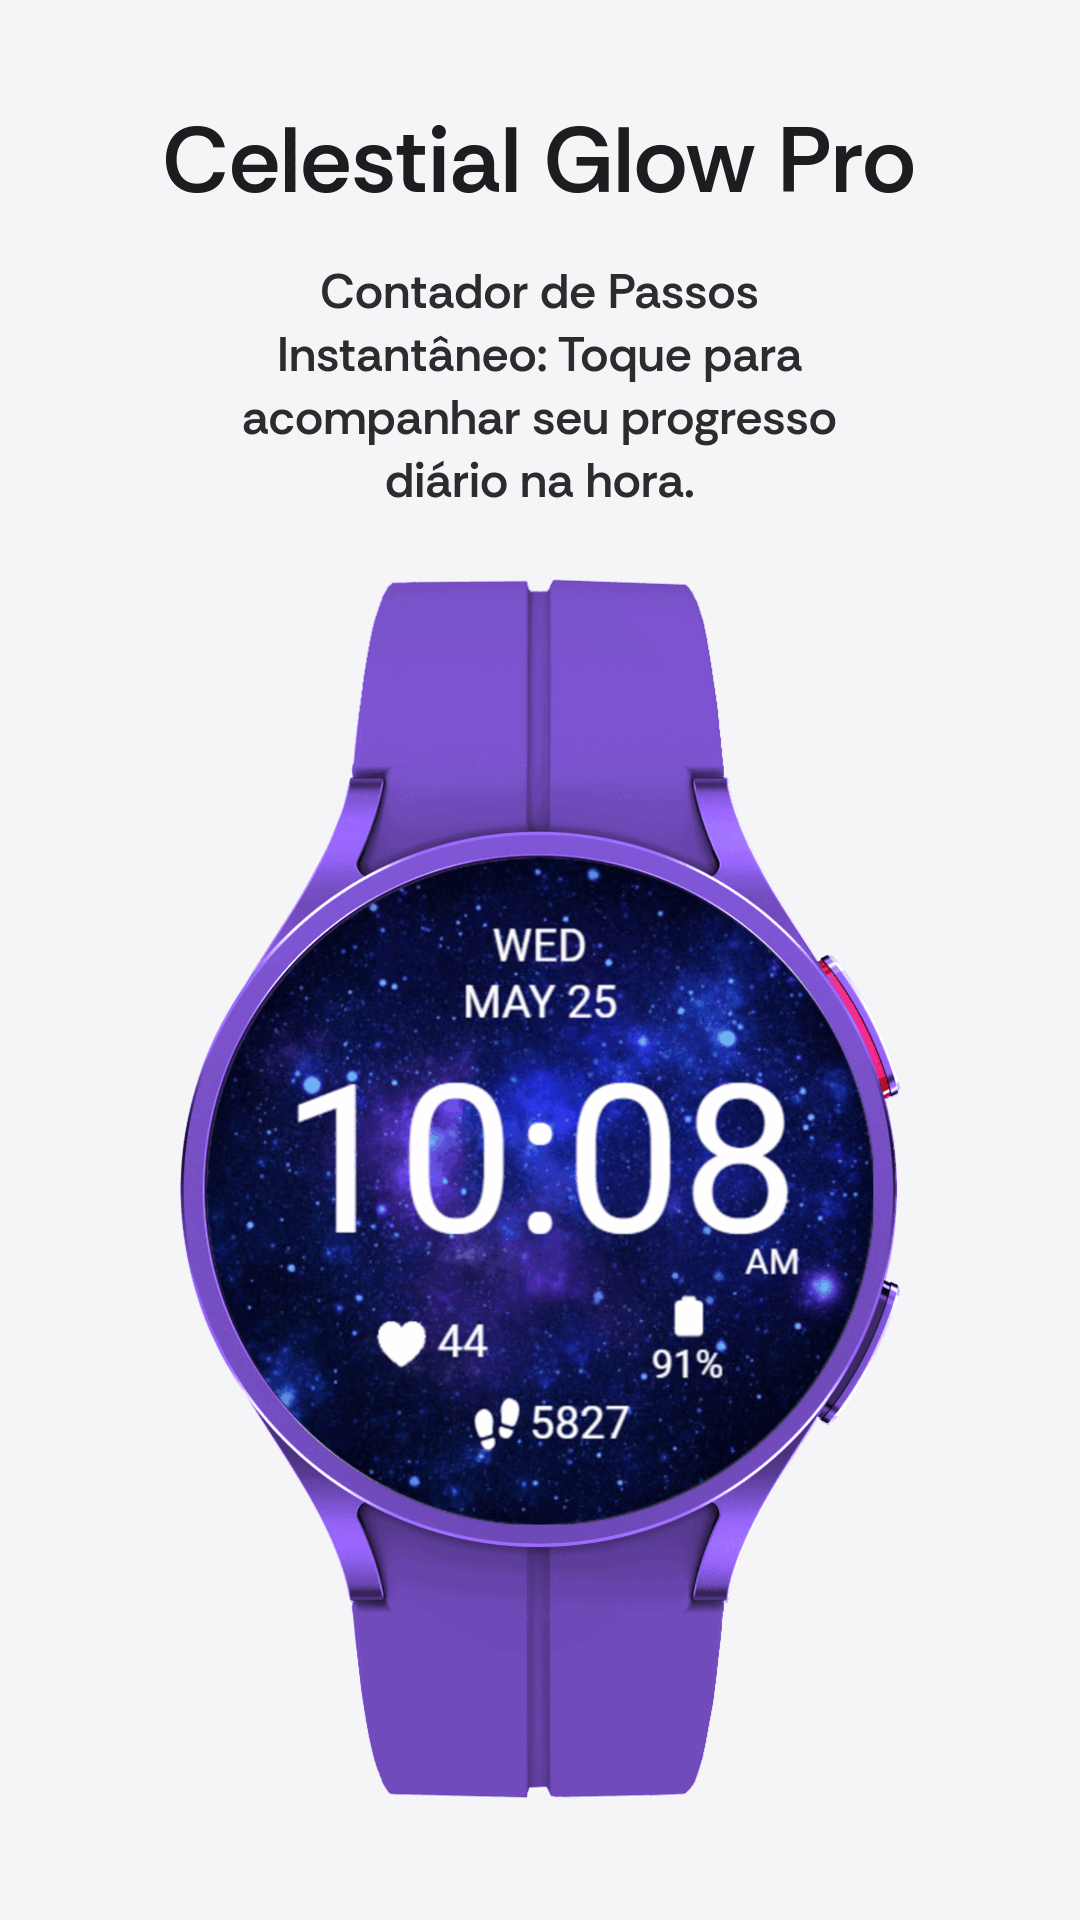 Celestial Glow Pro
Contador de Passos
Instantâneo: Toque para
acompanhar seu progresso
diário na hora.
WED
MAY 25
10:08
AM
44
91%
5827